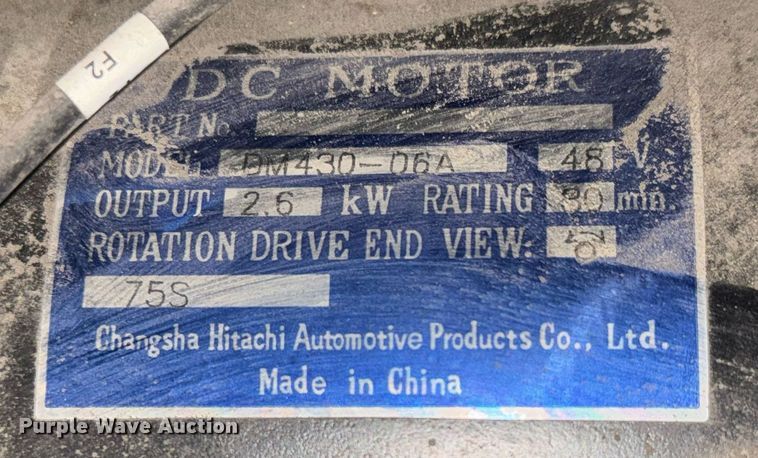 F2
DC MOTOR
PART No
MODEL DM430-06A 48 V
OUTPUT 2.6 kW RATING min.
ROTATION DRIVE END VIEW:
75S
Changsha Hitachi Automotive Products Co., Ltd.
Made in China
Purple Wave Auction